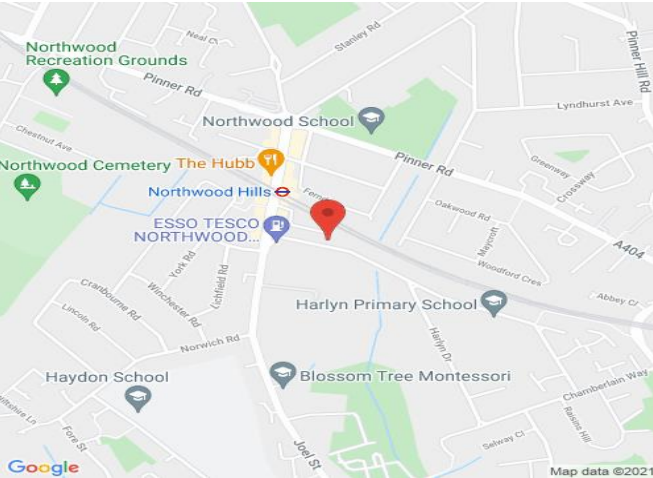 Neal Cl
Stanley Rd
Pinner Hill Rd
Northwood
Recreation Grounds
Pinner Rd
Lyndhurst Ave
Northwood School
Chestnut Ave
Pinner Rd
Greenway
Crossway
Northwood Cemetery
The Hubb
Northwood Hills
Oakwood Rd
ESSO TESCO
NORTHWOOD...
Maycroft
A404
York Rd
Lichfield Rd
Woodford Cres
Cranbourne Rd
Winchester Rd
Harlyn Primary School
Abbey Cl
Lincoln Rd
Norwich Rd
Harlyn Dr
Haydon School
Blossom Tree Montessori
Chamberlain Way
Fore St
Joel St
Selway Cl
Raisins Hill
Google
Map data ©2021